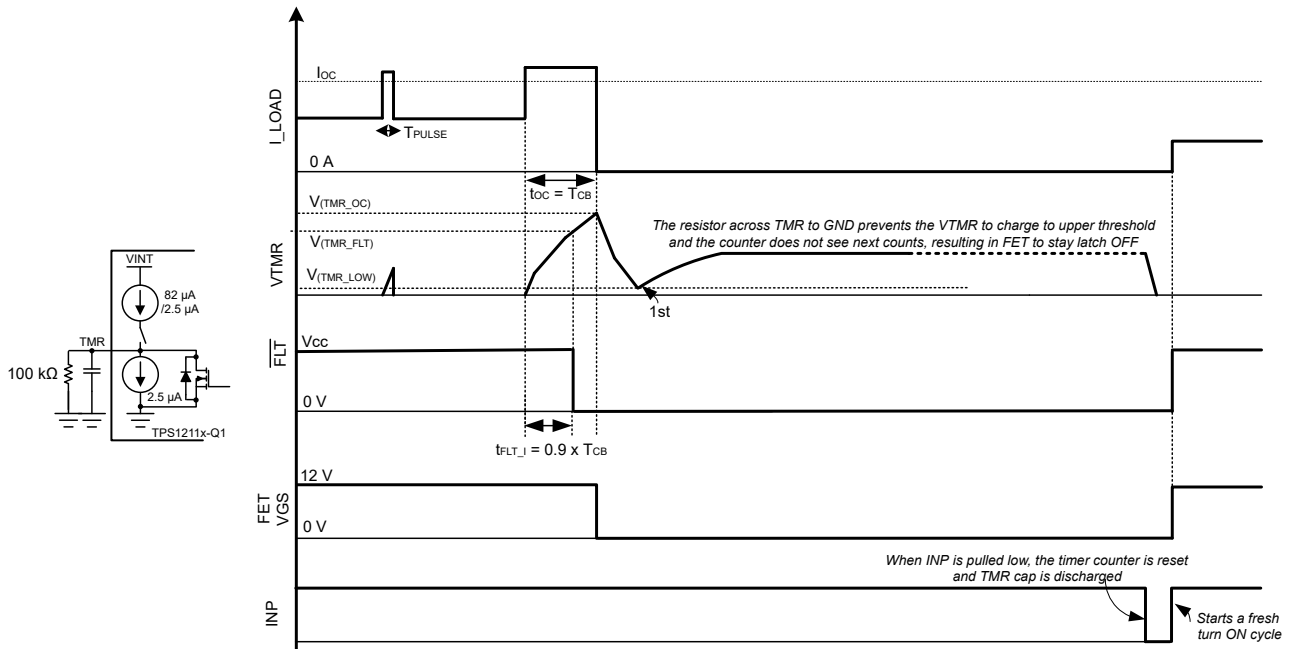 I_LOAD
IOC
TPULSE
0 A
tOC = TCB
VTMR
V(TMR_OC)
V(TMR_FLT)
V(TMR_LOW)
The resistor across TMR to GND prevents the VTMR to charge to upper threshold
and the counter does not see next counts, resulting in FET to stay latch OFF
1st
VINT
82 µA
/2.5 µA
TMR
100 kΩ
2.5 µA
TPS1211x-Q1
FLT
Vcc
0 V
tFLT_I = 0.9 x TCB
FET
VGS
12 V
0 V
When INP is pulled low, the timer counter is reset
and TMR cap is discharged
INP
Starts a fresh
turn ON cycle